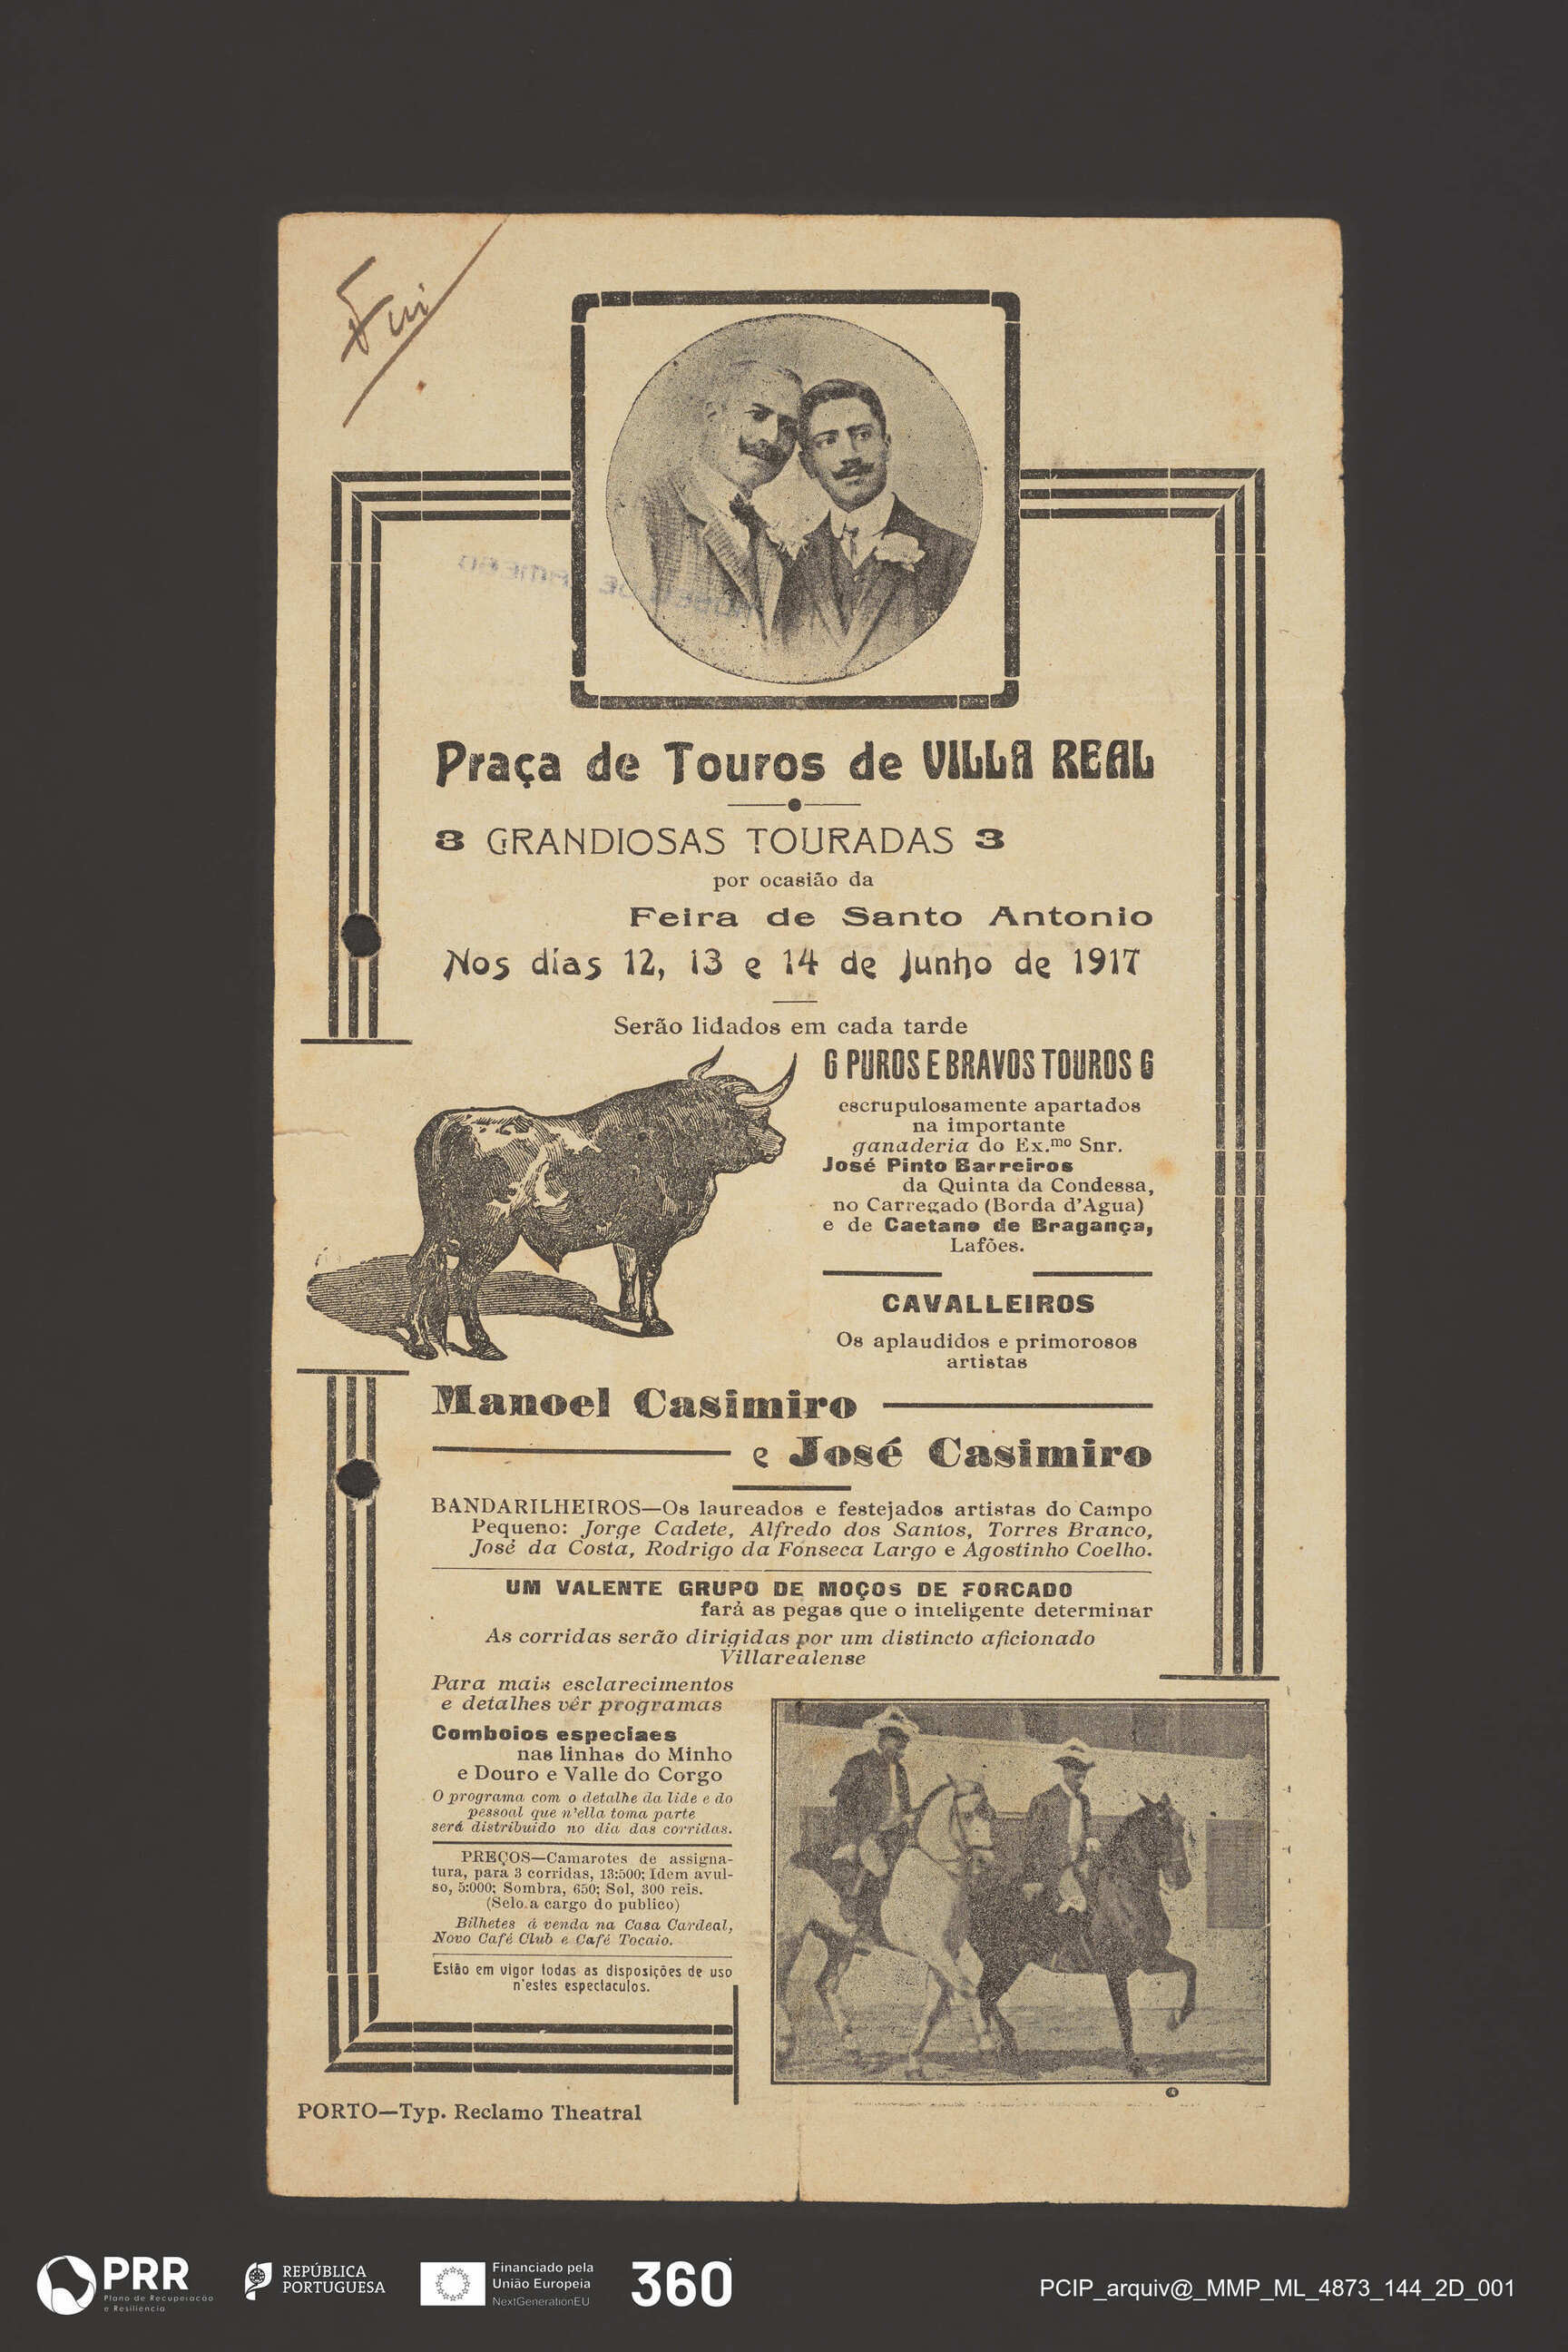 Fui
Praça de Touros de VILLA REAL
3 GRANDIOSAS TOURADAS 3
por ocasião da
Feira de Santo Antonio
Nos días 12, 13 e 14 de Junho de 1917
Serão lidados em cada tarde
6 PUROS E BRAVOS TOUROS 6
escrupulosamente apartados
na importante
ganaderia do Ex.mo Snr.
José Pinto Barreiros
da Quinta da Condessa,
no Carregado (Borda d'Agua)
e de Caetano de Bragança,
Lafões.
CAVALLEIROS
Os aplaudidos e primorosos
artistas
Manoel Casimiro
e José Casimiro
BANDARILHEIROS—Os laureados e festejados artistas do Campo
Pequeno: Jorge Cadete, Alfredo dos Santos, Torres Branco,
José da Costa, Rodrigo da Fonseca Largo e Agostinho Coelho.
UM VALENTE GRUPO DE MOÇOS DE FORCADO
fará as pegas que o inteligente determinar
As corridas serão dirigidas por um distincto aficionado
Villarealense
Para mais esclarecimentos
e detalhes vêr programas
Comboios especiaes
nas linhas do Minho
e Douro e Valle do Corgo
O programa com o detalhe da lide e do
pessoal que n'ella toma parte
será distribuido no dia das corridas.
PREÇOS—Camarotes de assigna-
tura, para 3 corridas, 13:500; Idem avul-
so, 5:000; Sombra, 650; Sol, 300 reis.
(Selo a cargo do publico)
Bilhetes á venda na Casa Cardeal,
Novo Café Club e Café Tocaio.
Estão em vigor todas as disposições de uso
n'estes espectaculos.
PORTO—Typ. Reclamo Theatral
PRR
Plano de Recuperação
e Resiliência
REPÚBLICA
PORTUGUESA
Financiado pela
União Europeia
NextGenerationEU
360
PCIP_arquiv@_MMP_ML_4873_144_2D_001